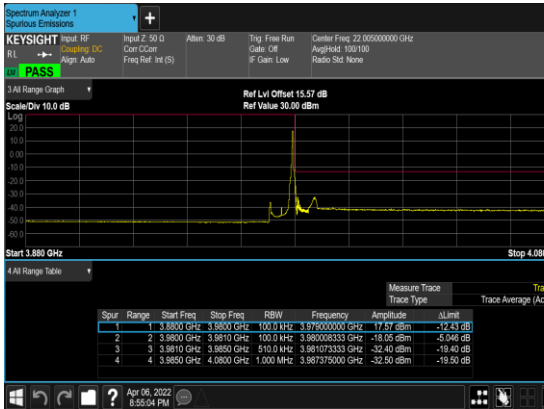 Spectrum Analyzer 1
Spurious Emissions
+
KEYSIGHT Input: RF Input Z: 50 Ω Atten: 30 dB Trig: Free Run Center Freq: 22.005000000 GHz
RL Coupling: DC Corr CCorr Gate: Off Avg|Hold: 100/100
Align: Auto Freq Ref: Int (S) IF Gain: Low Radio Std: None
PASS
3 All Range Graph
Ref Lvl Offset 15.57 dB
Scale/Div 10.0 dB Ref Value 30.00 dBm
Log
20.0
10.0
0.00
-10.0
-20.0
-30.0
-40.0
-50.0
-60.0
Start 3.880 GHz Stop 4.080
4 All Range Table
Measure Trace Tra
Trace Type Trace Average (Ac
Spur Range Start Freq Stop Freq RBW Frequency Amplitude ΔLimit
1 1 3.8800 GHz 3.9800 GHz 100.0 kHz 3.979000000 GHz 17.57 dBm -12.43 dB
2 2 3.9800 GHz 3.9810 GHz 100.0 kHz 3.980008333 GHz -18.05 dBm -5.046 dB
3 3 3.9810 GHz 3.9850 GHz 510.0 kHz 3.981073333 GHz -32.40 dBm -19.40 dB
4 4 3.9850 GHz 4.0800 GHz 1.000 MHz 3.987375000 GHz -32.50 dBm -19.50 dB
? Apr 06, 2022
8:55:04 PM